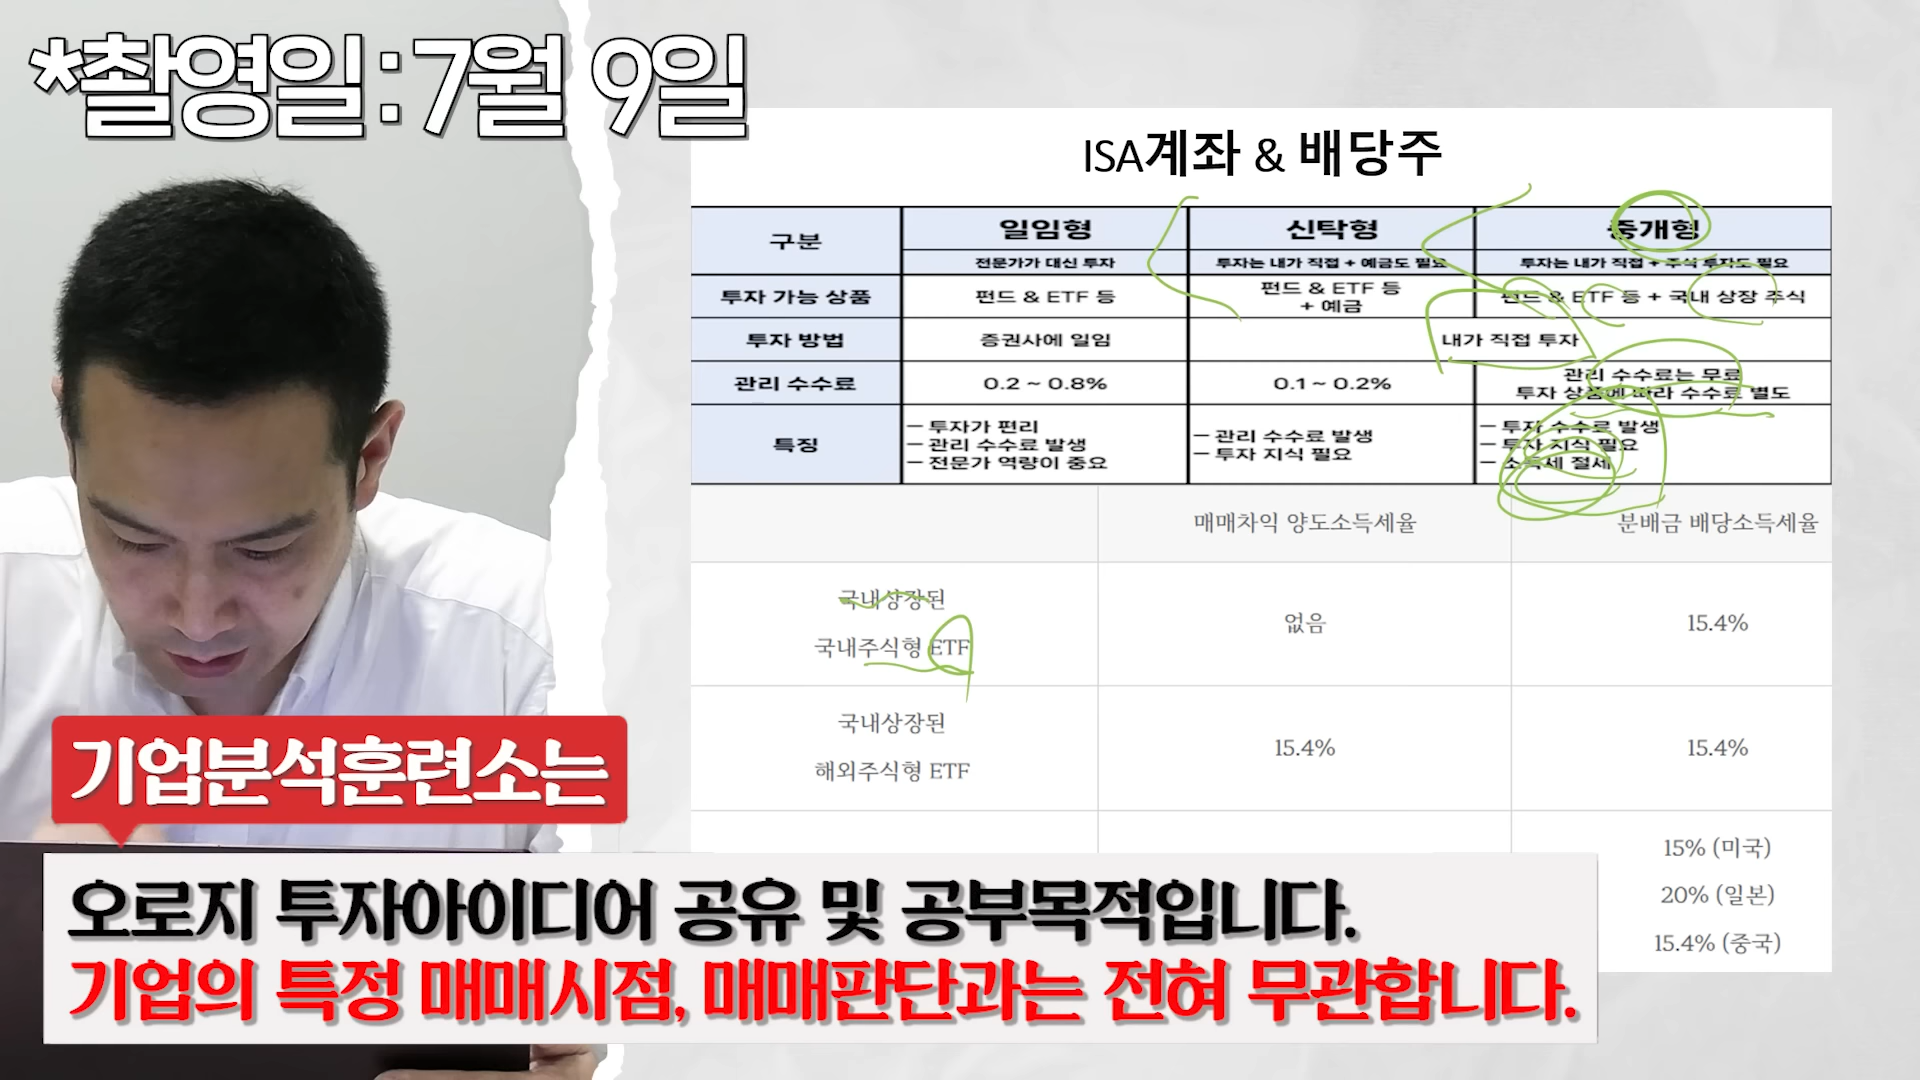 *촬영일 : 7월 9일
ISA계좌 & 배당주
구분
일임형
신탁형
중개형
전문가가 대신 투자
투자는 내가 직접 + 예금도 필요
투자는 내가 직접 + 주식 투자도 필요
투자 가능 상품
펀드 & ETF 등
펀드 & ETF 등
+ 예금
펀드 & ETF 등 + 국내 상장 주식
투자 방법
증권사에 일임
내가 직접 투자
관리 수수료
0.2 ~ 0.8%
0.1 ~ 0.2%
관리 수수료는 무료
투자 상품에 따라 수수료 별도
특징
– 투자가 편리
– 관리 수수료 발생
– 전문가 역량이 중요
– 관리 수수료 발생
– 투자 지식 필요
– 투자 수수료 발생
– 투자 지식 필요
– 소득세 절세
매매차익 양도소득세율
분배금 배당소득세율
국내상장된
국내주식형 ETF
없음
15.4%
국내상장된
해외주식형 ETF
15.4%
15.4%
15% (미국)
20% (일본)
15.4% (중국)
기업분석훈련소는
오로지 투자아이디어 공유 및 공부목적입니다.
기업의 특정 매매시점, 매매판단과는 전혀 무관합니다.